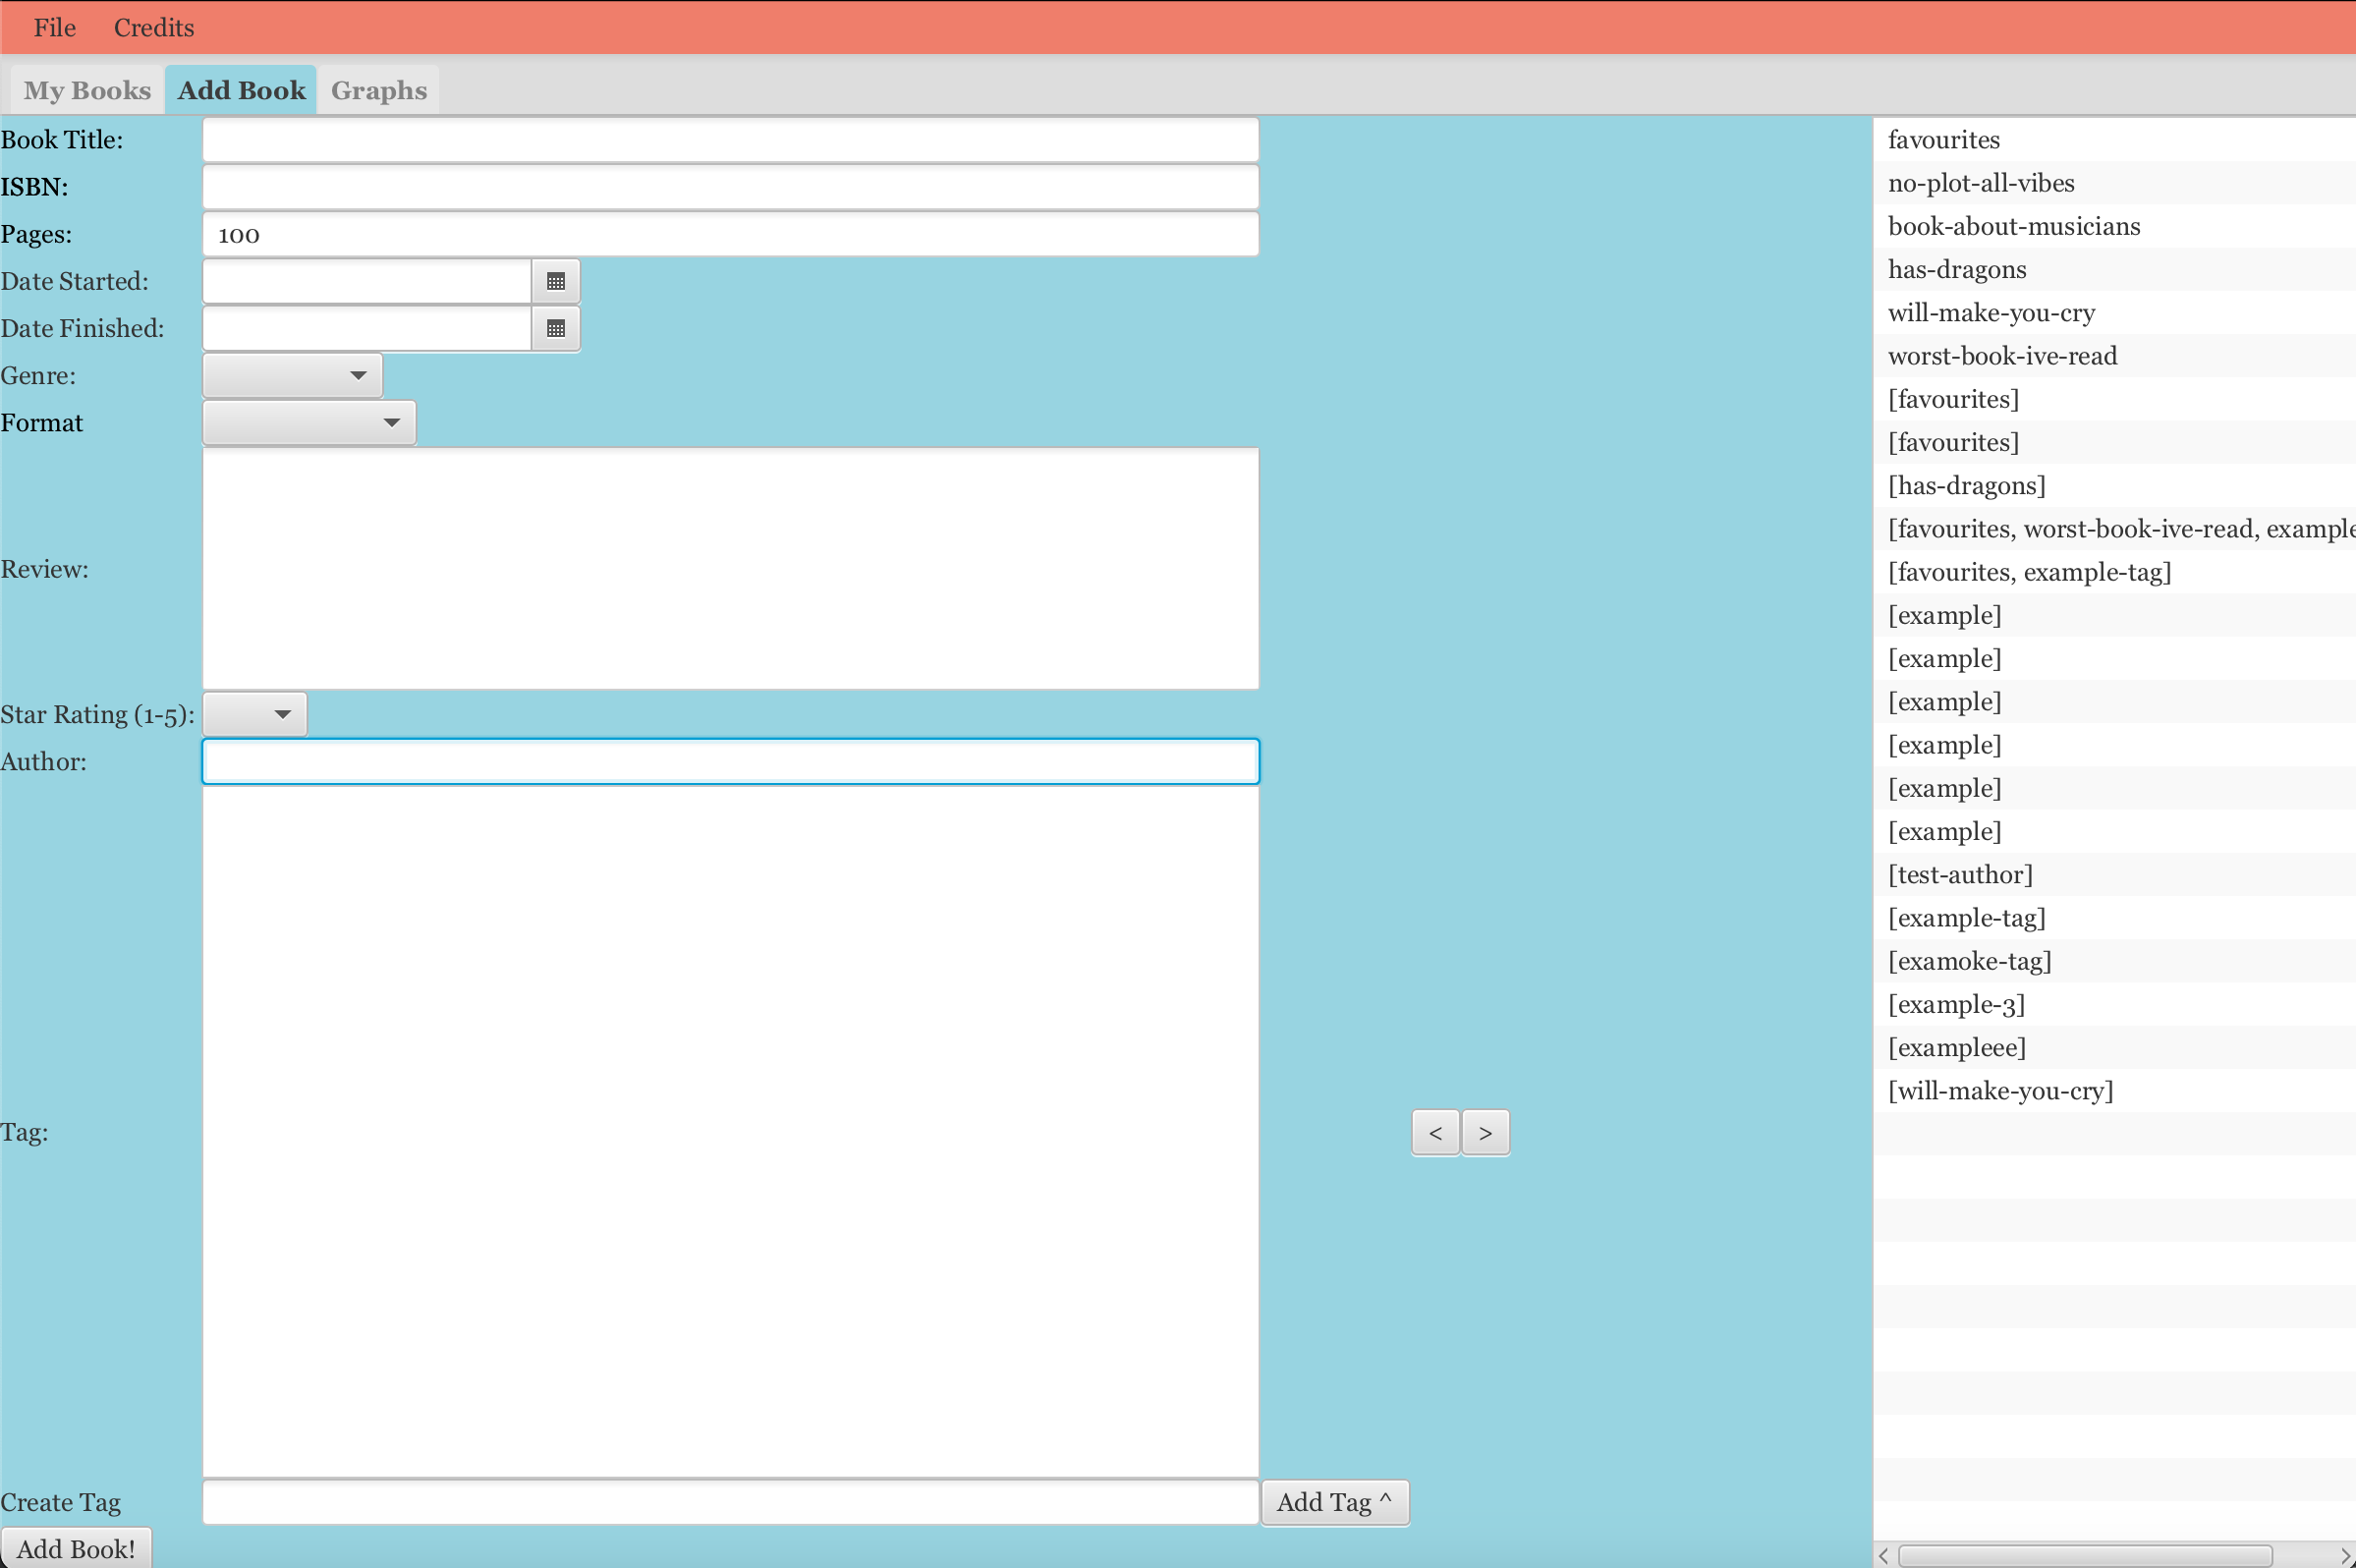 File Credits
My Books Add Book Graphs
Book Title:
ISBN:
Pages: 100
Date Started:
Date Finished:
Genre:
Format
Review:
Star Rating (1-5):
Author:
Tag:
< >
Create Tag
Add Tag ^
Add Book!
favourites
no-plot-all-vibes
book-about-musicians
has-dragons
will-make-you-cry
worst-book-ive-read
[favourites]
[favourites]
[has-dragons]
[favourites, worst-book-ive-read, example
[favourites, example-tag]
[example]
[example]
[example]
[example]
[example]
[example]
[test-author]
[example-tag]
[examoke-tag]
[example-3]
[exampleee]
[will-make-you-cry]